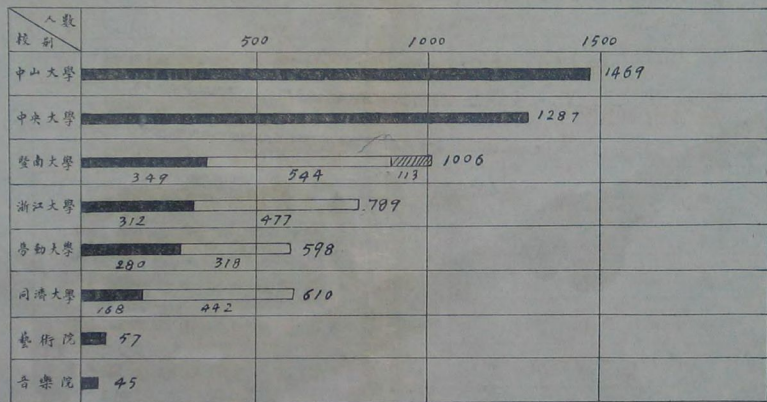 人數
校別
500 1000 1500
中山大學 1469
中央大學 1287
暨南大學 1006
349 544 113
浙江大學 789
312 477
勞動大學 598
280 318
同濟大學 610
168 442
藝術院 57
音樂院 45